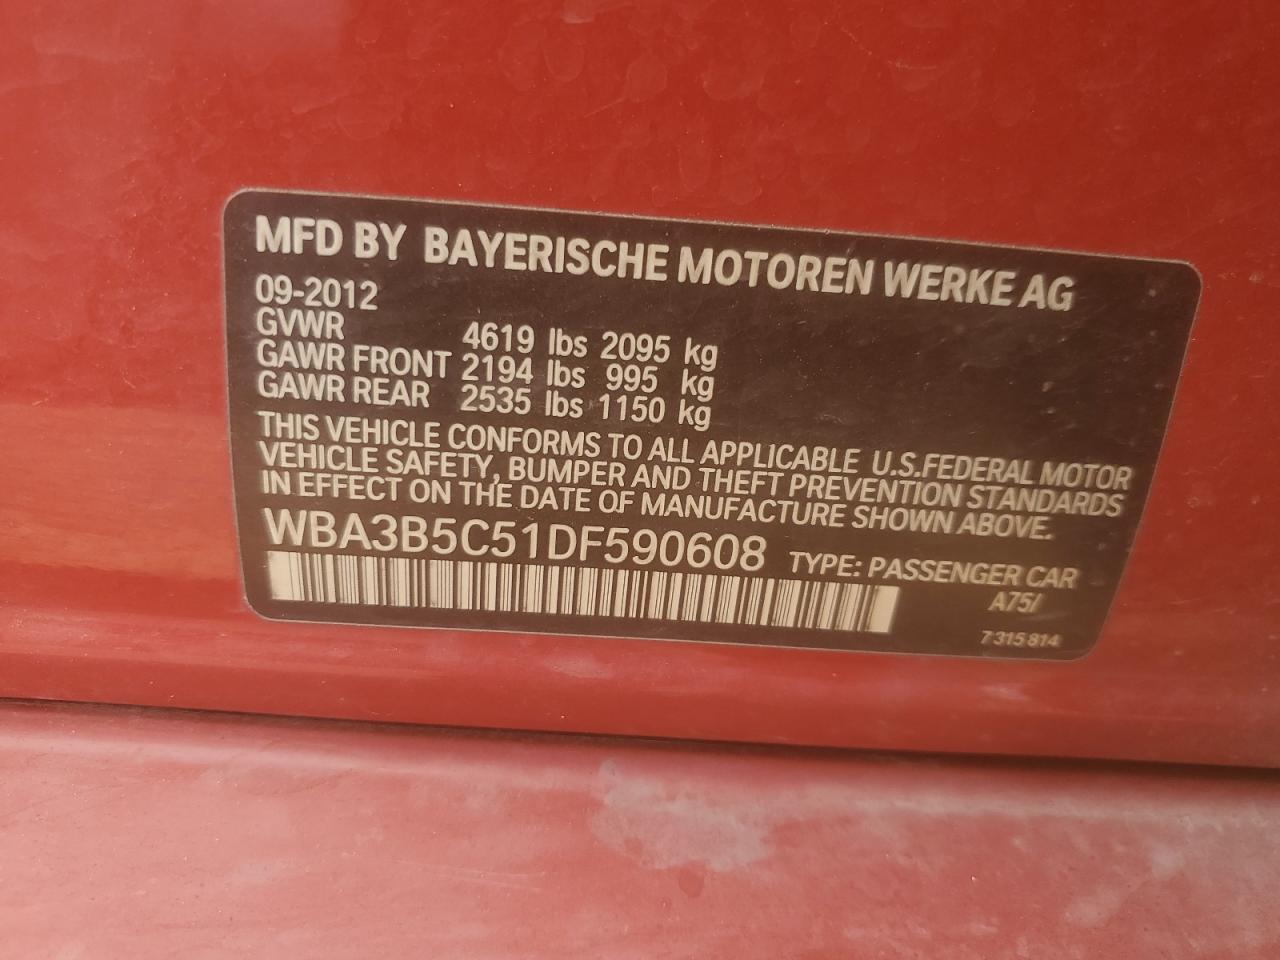 MFD BY BAYERISCHE MOTOREN WERKE AG
09-2012
GVWR 4619 lbs 2095 kg
GAWR FRONT 2194 lbs 995 kg
GAWR REAR 2535 lbs 1150 kg
THIS VEHICLE CONFORMS TO ALL APPLICABLE U.S.FEDERAL MOTOR
VEHICLE SAFETY, BUMPER AND THEFT PREVENTION STANDARDS
IN EFFECT ON THE DATE OF MANUFACTURE SHOWN ABOVE.
WBA3B5C51DF590608 TYPE: PASSENGER CAR
A75/
7 315 814